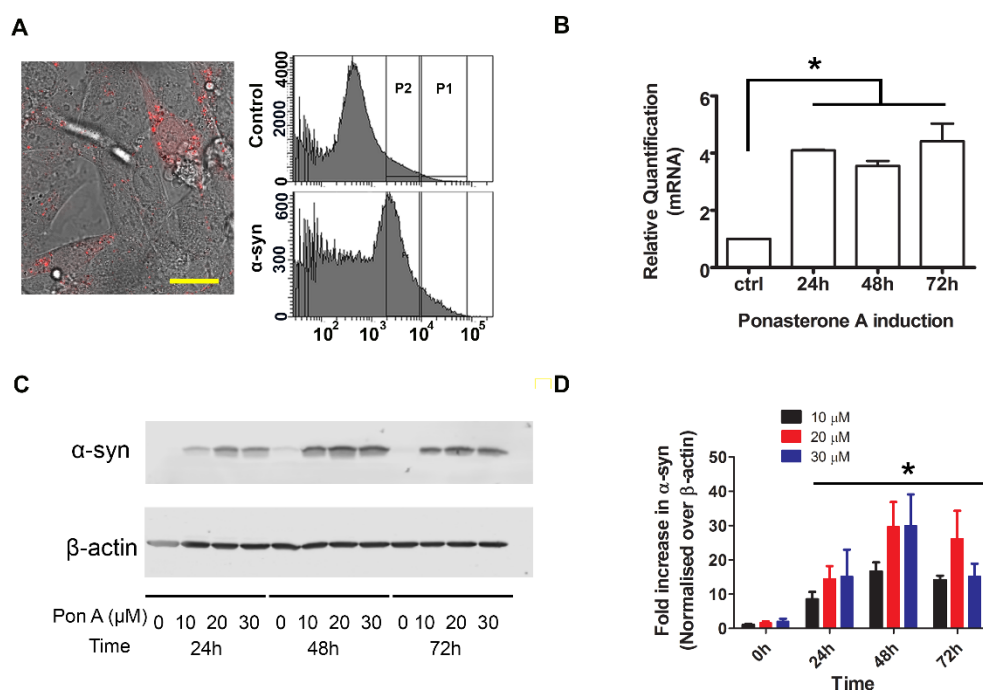 A
Control
4000
2000
0
P2
P1
α-syn
600
300
0
10²
10³
10⁴
10⁵
B
*
Relative Quantification
(mRNA)
6
4
2
0
ctrl
24h
48h
72h
Ponasterone A induction
C
α-syn
β-actin
Pon A (μM) 0 10 20 30 0 10 20 30 0 10 20 30
Time 24h 48h 72h
D
10 μM
20 μM
30 μM
*
Fold increase in α-syn
(Normalised over β-actin)
50
40
30
20
10
0
0h
24h
48h
72h
Time